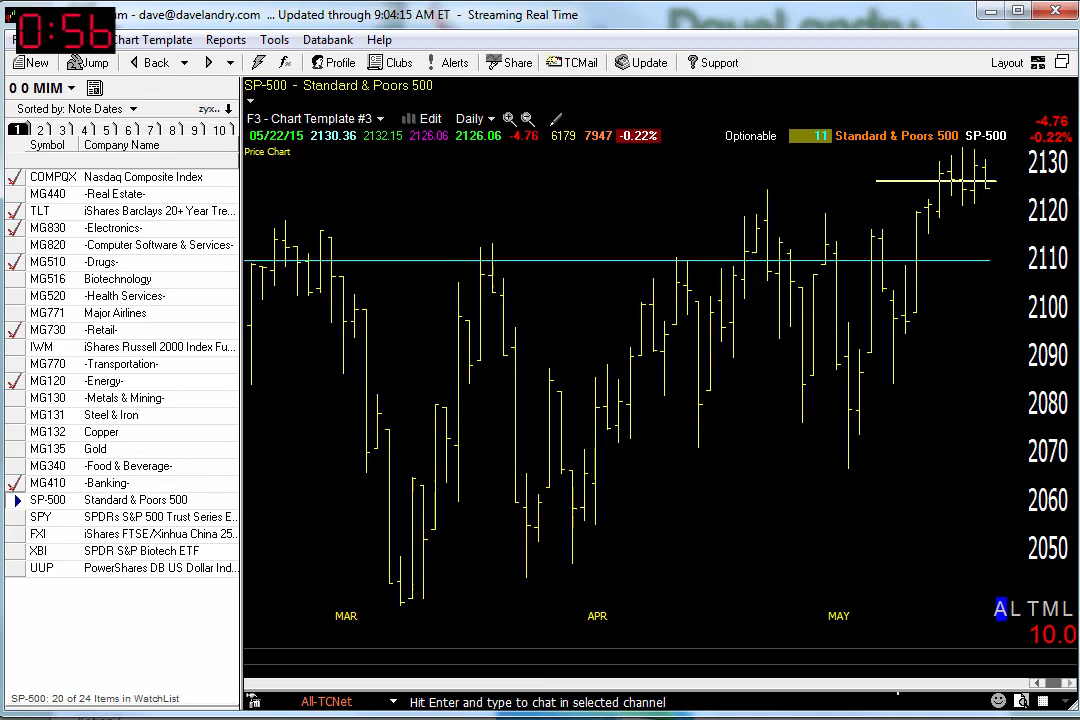 0:56
um - dave@davelandry.com ... Updated through 9:04:15 AM ET - Streaming Real Time
Chart Template Reports Tools Databank Help
New Jump Back Profile Clubs Alerts Share TCMail Update Support Layout
0 0 MIM
Sorted by: Note Dates zyx..
1 2 3 4 5 6 7 8 9 10
Symbol Company Name
COMPQX Nasdaq Composite Index
MG440 -Real Estate-
TLT iShares Barclays 20+ Year Tre...
MG830 -Electronics-
MG820 -Computer Software & Services-
MG510 -Drugs-
MG516 Biotechnology
MG520 -Health Services-
MG771 Major Airlines
MG730 -Retail-
IWM iShares Russell 2000 Index Fu...
MG770 -Transportation-
MG120 -Energy-
MG130 -Metals & Mining-
MG131 Steel & Iron
MG132 Copper
MG135 Gold
MG340 -Food & Beverage-
MG410 -Banking-
SP-500 Standard & Poors 500
SPY SPDRs S&P 500 Trust Series E...
FXI iShares FTSE/Xinhua China 25...
XBI SPDR S&P Biotech ETF
UUP PowerShares DB US Dollar Ind...
SP-500: 20 of 24 Items in WatchList
SP-500 - Standard & Poors 500
F3 - Chart Template #3 Edit Daily
05/22/15 2130.36 2132.15 2126.06 2126.06 -4.76 6179 7947 -0.22% Optionable 11 Standard & Poors 500 SP-500
-4.76
-0.22%
Price Chart
2130
2120
2110
2100
2090
2080
2070
2060
2050
MAR APR MAY
A L T M L
10.0
All-TCNet Hit Enter and type to chat in selected channel